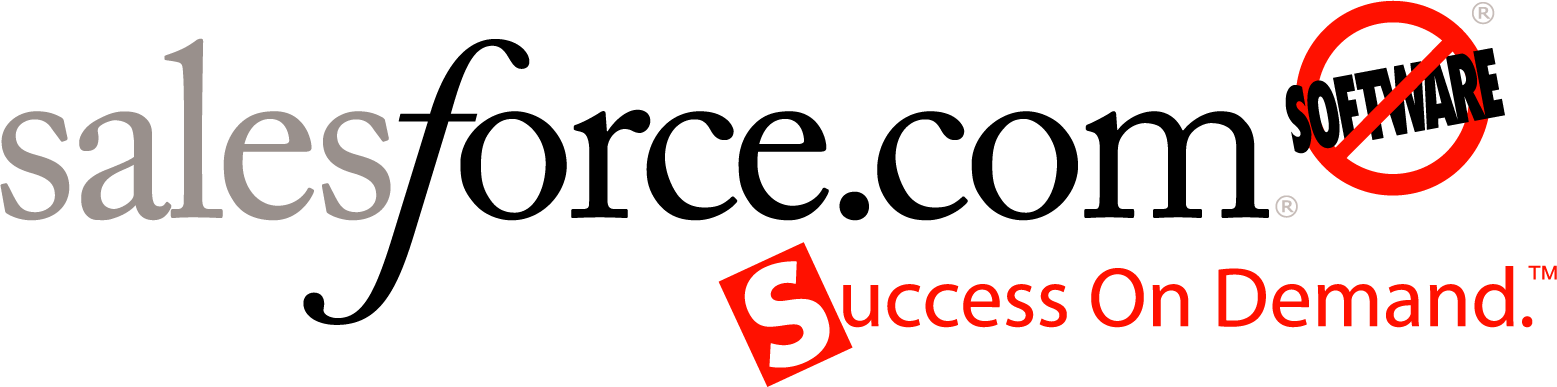 salesforce.com®
SOFTWARE®
Success On Demand.™